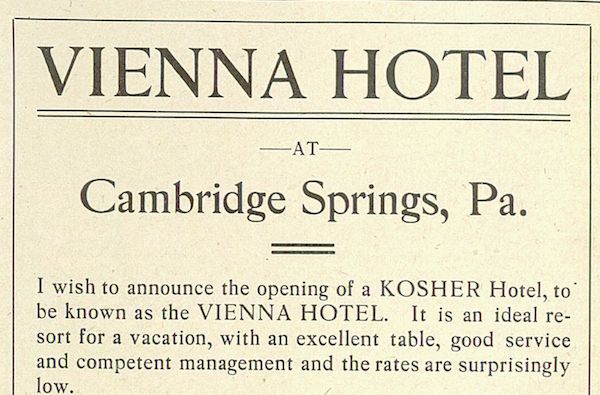 VIENNA HOTEL
—AT—
Cambridge Springs, Pa.
I wish to announce the opening of a KOSHER Hotel, to
be known as the VIENNA HOTEL. It is an ideal re-
sort for a vacation, with an excellent table, good service
and competent management and the rates are surprisingly
low.